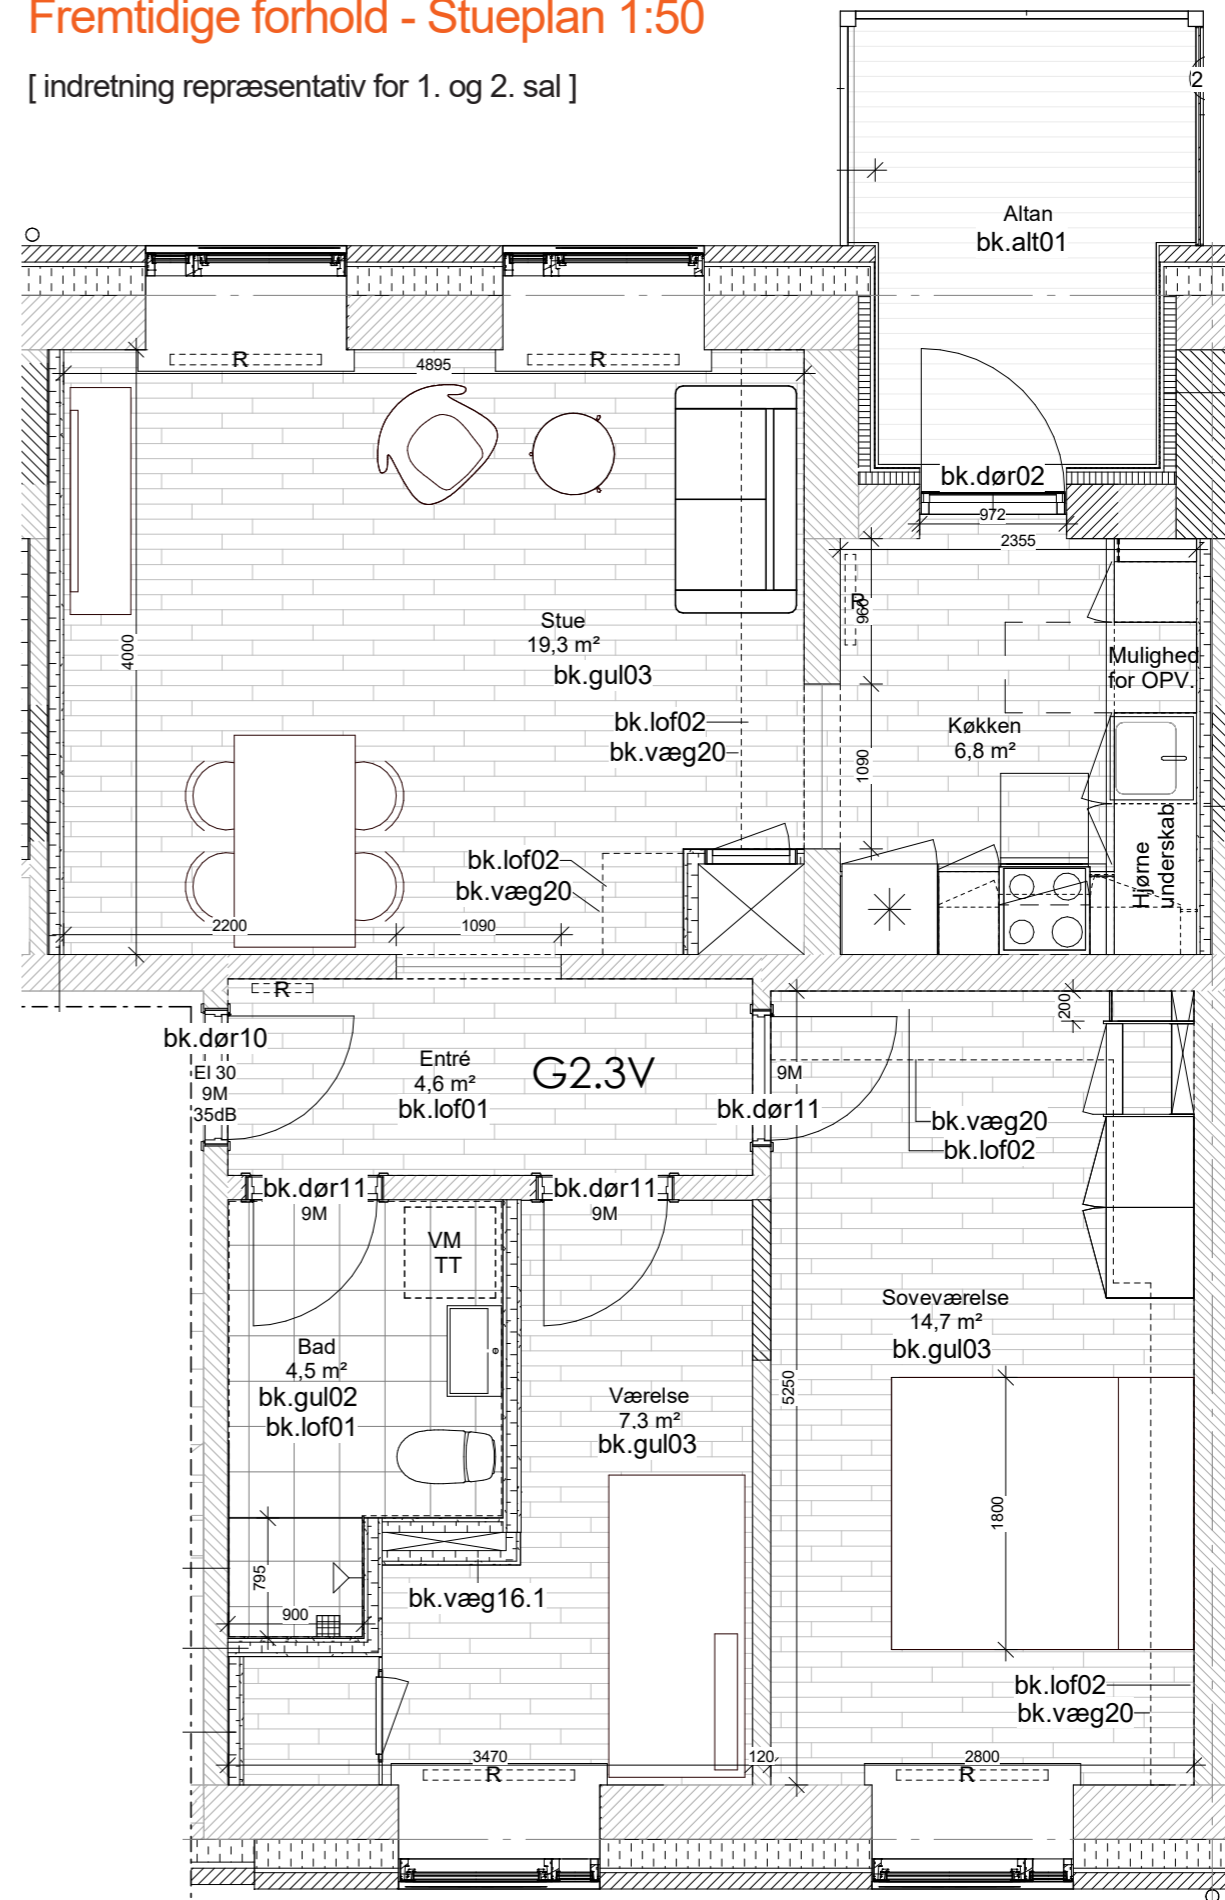 Fremtidige forhold - Stueplan 1:50
[ indretning repræsentativ for 1. og 2. sal ]
2
Altan
bk.alt01
R
R
4895
bk.dør02
972
2355
R
960
Stue
19,3 m²
bk.gul03
4000
Mulighed
for OPV.
bk.lof02
bk.væg20
Køkken
6,8 m²
1090
Hjørne
underskab
bk.lof02
bk.væg20
2200
1090
R
200
bk.dør10
EI 30
9M
35dB
Entré
4,6 m²
bk.lof01
G2.3V
9M
bk.dør11
bk.væg20
bk.lof02
bk.dør11
9M
bk.dør11
9M
VM
TT
Soveværelse
14,7 m²
bk.gul03
Bad
4,5 m²
bk.gul02
bk.lof01
Værelse
7,3 m²
bk.gul03
5250
1800
795
900
bk.væg16.1
bk.lof02
bk.væg20
3470
120
2800
R
R